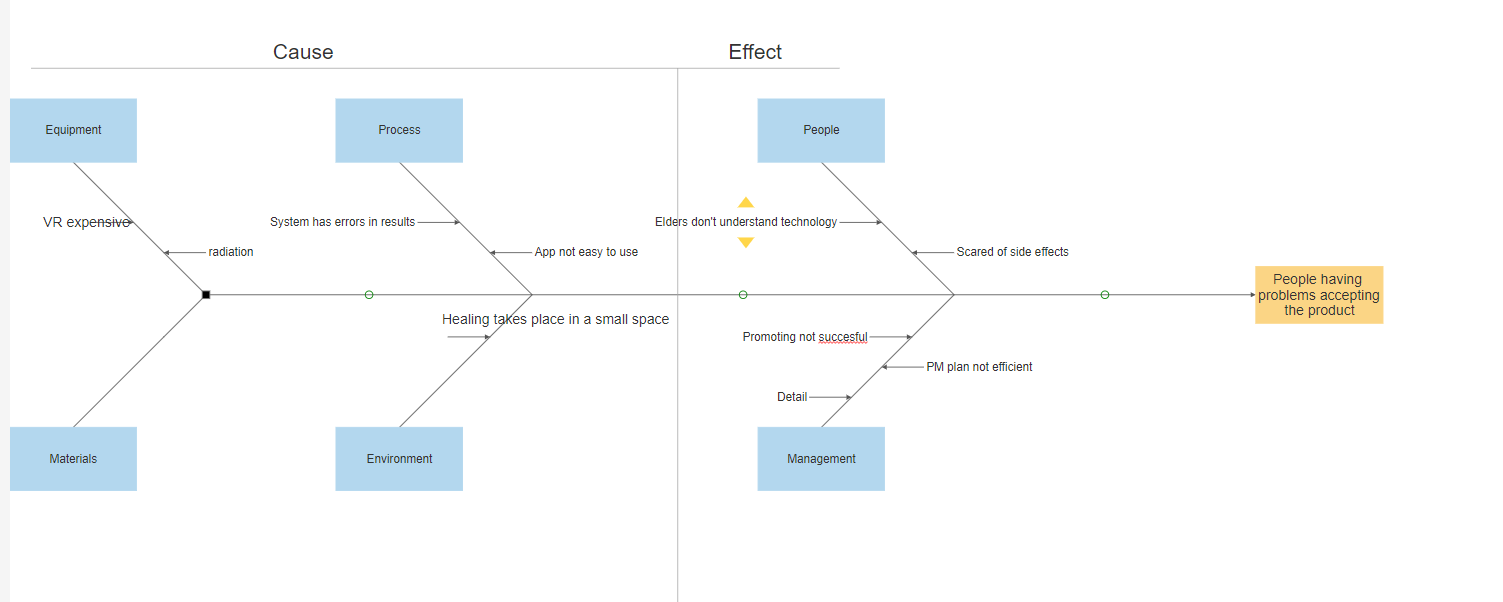 Cause
Effect
Equipment
Process
People
VR expensive
System has errors in results
Elders don't understand technology
radiation
App not easy to use
Scared of side effects
People having
problems accepting
the product
Healing takes place in a small space
Promoting not succesful
PM plan not efficient
Detail
Materials
Environment
Management